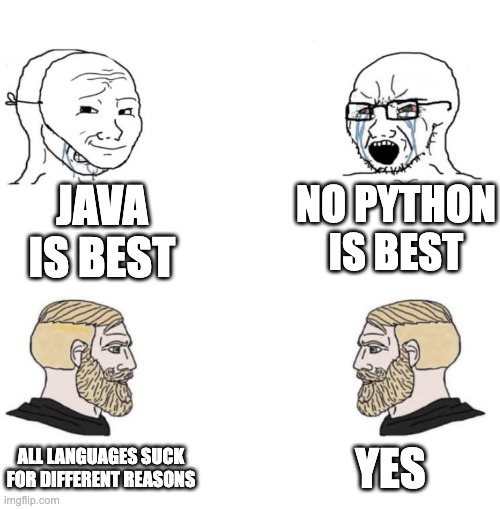 JAVA
IS BEST
NO PYTHON
IS BEST
ALL LANGUAGES SUCK
FOR DIFFERENT REASONS
YES
imgflip.com